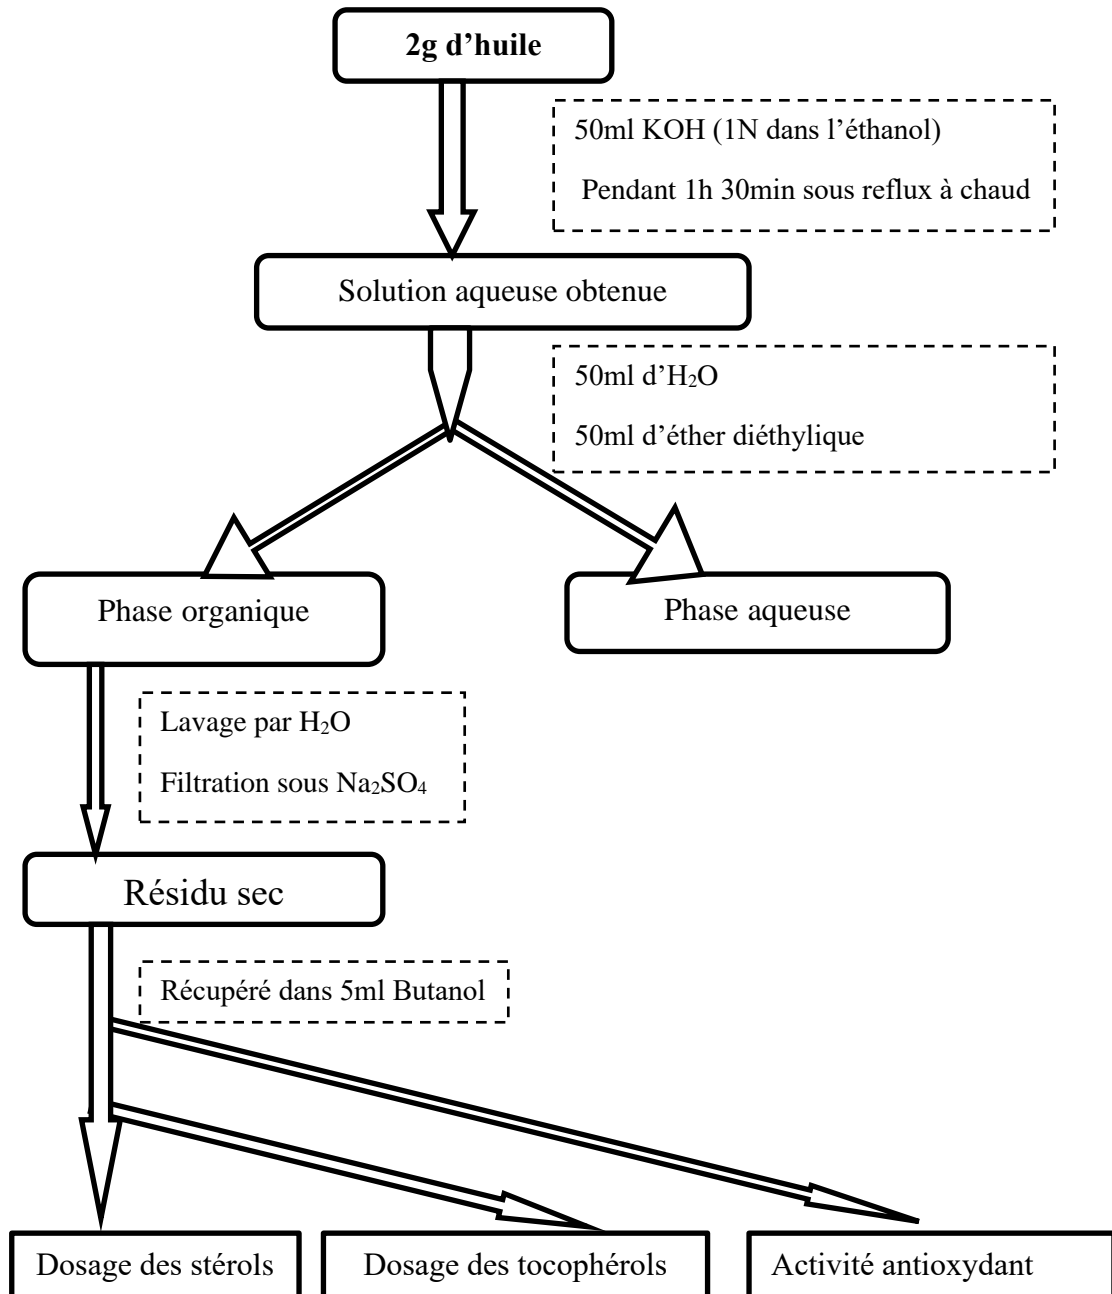 2g d’huile
50ml KOH (1N dans l’éthanol)
Pendant 1h 30min sous reflux à chaud
Solution aqueuse obtenue
50ml d’H₂O
50ml d’éther diéthylique
Phase organique
Phase aqueuse
Lavage par H₂O
Filtration sous Na₂SO₄
Résidu sec
Récupéré dans 5ml Butanol
Dosage des stérols
Dosage des tocophérols
Activité antioxydant